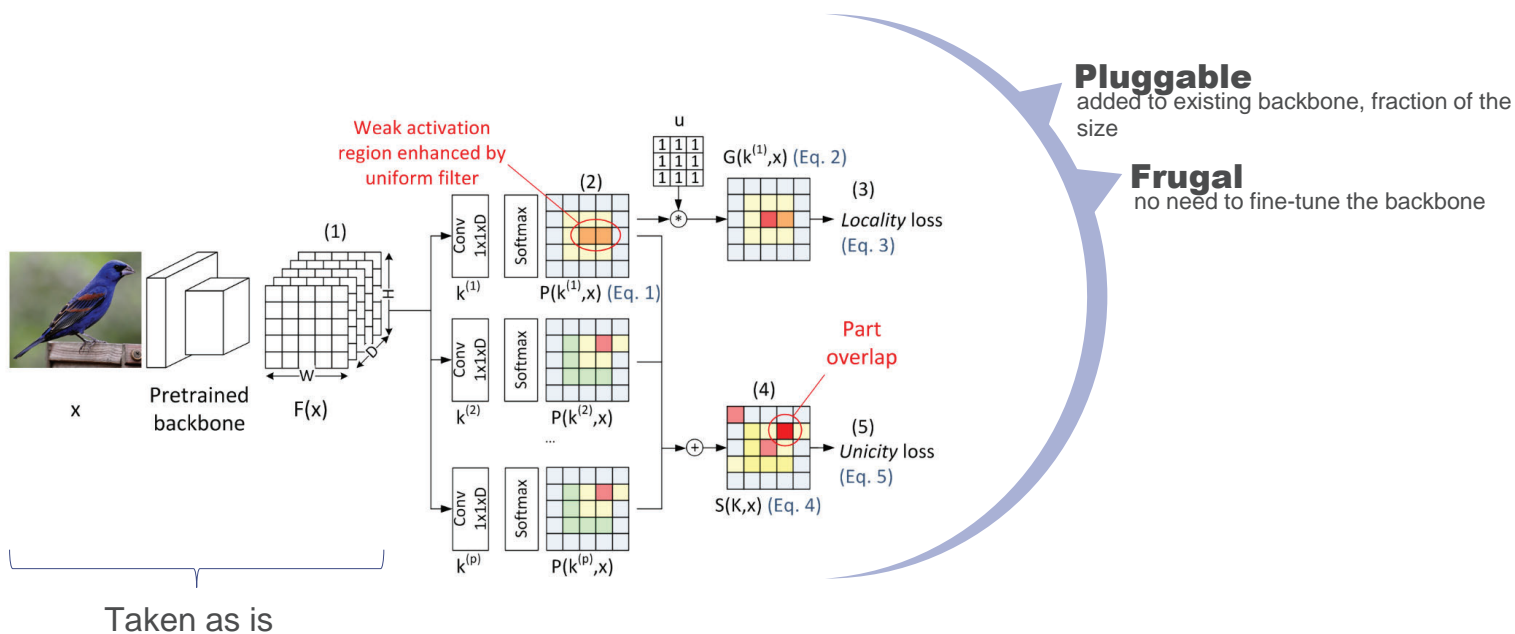 Pluggable
added to existing backbone, fraction of the
size
Frugal
no need to fine-tune the backbone
Weak activation
region enhanced by
uniform filter
u
1 1 1
1 1 1
1 1 1
G(k(1),x) (Eq. 2)
(1)
(2)
(3)
Conv
1x1xD
Softmax
*
Locality loss
(Eq. 3)
H
D
W
k(1)
P(k(1),x) (Eq. 1)
Part
overlap
x
Pretrained
backbone
F(x)
Conv
1x1xD
Softmax
k(2)
P(k(2),x)
...
(4)
+
(5)
Unicity loss
(Eq. 5)
S(K,x) (Eq. 4)
Conv
1x1xD
Softmax
k(p)
P(k(p),x)
Taken as is